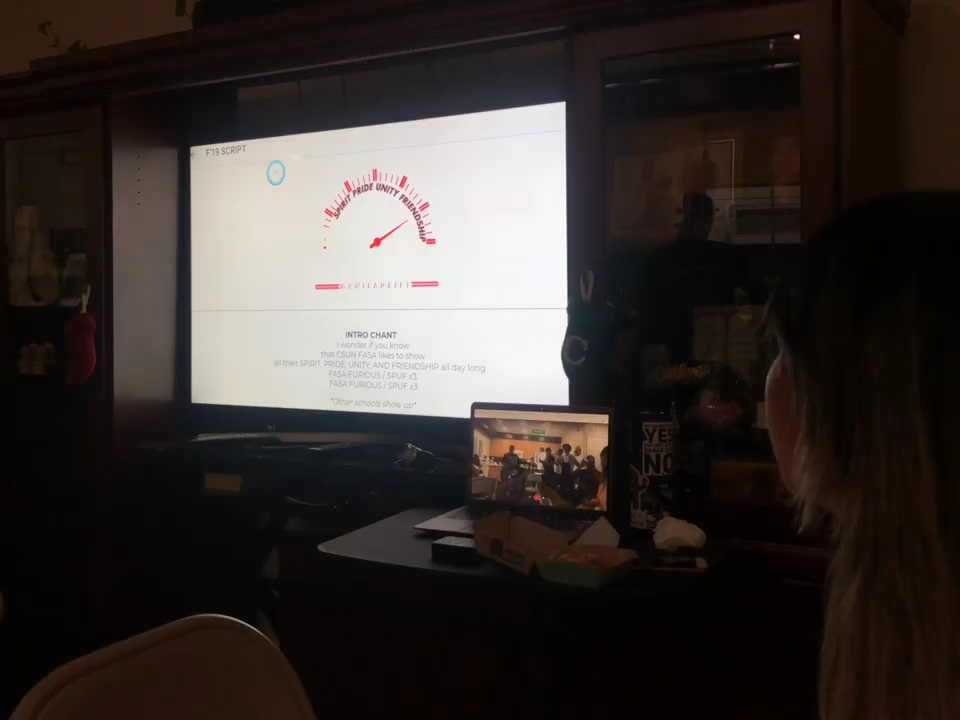 F'19 SCRIPT
SPIRIT PRIDE UNITY FRIENDSHIP
INTRO CHANT
I wonder if you know
that CSUN FASA likes to show
all their SPIRIT, PRIDE, UNITY, AND FRIENDSHIP all day long
FASA FURIOUS / SPUF x3
FASA FURIOUS / SPUF x3
*Other schools show up*
C
YES
NO